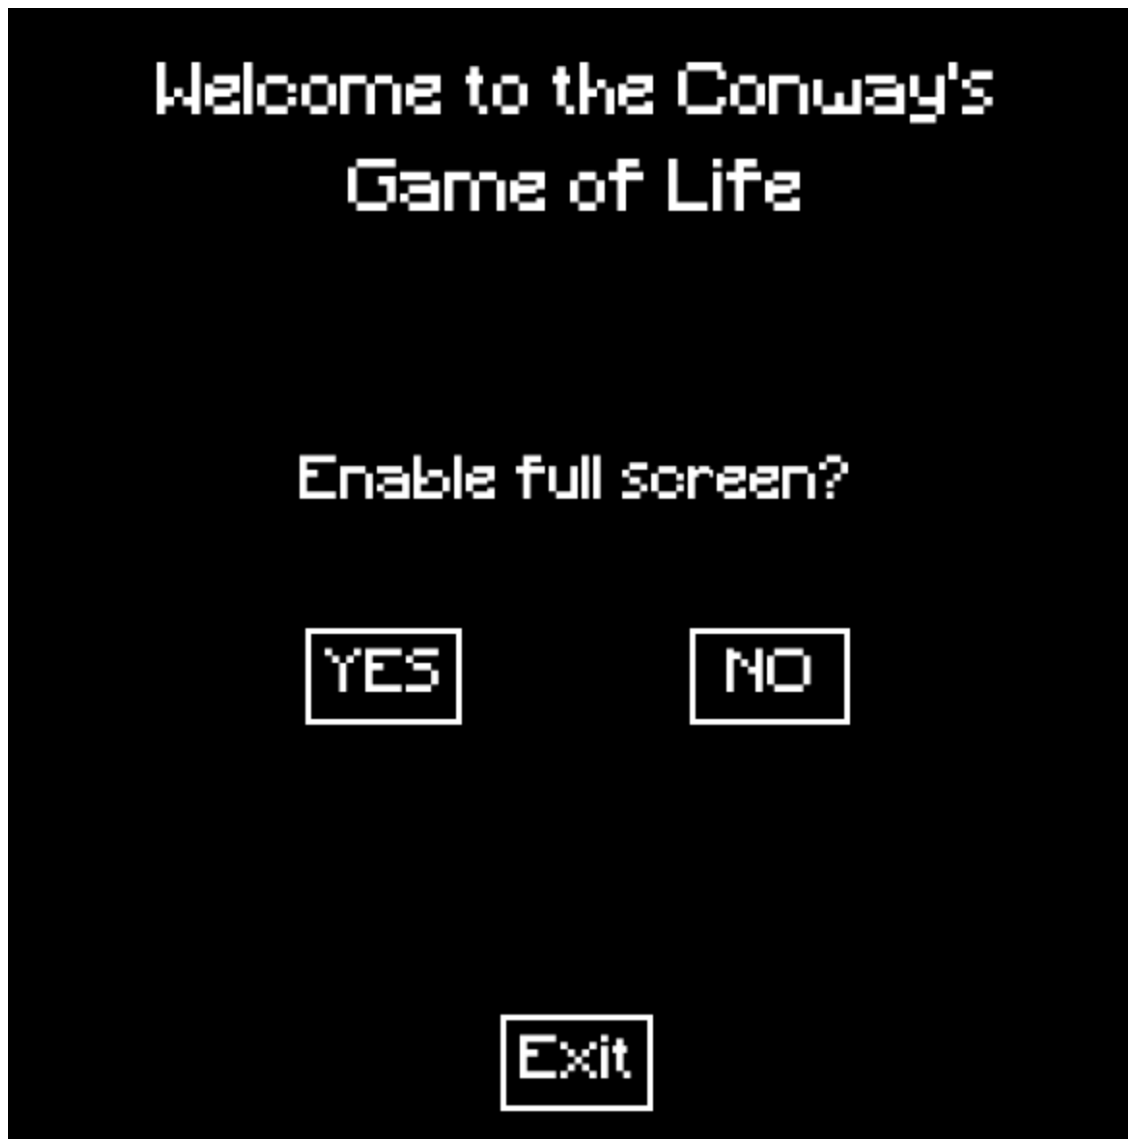 Welcome to the Conway's
Game of Life
Enable full screen?
YES NO
Exit